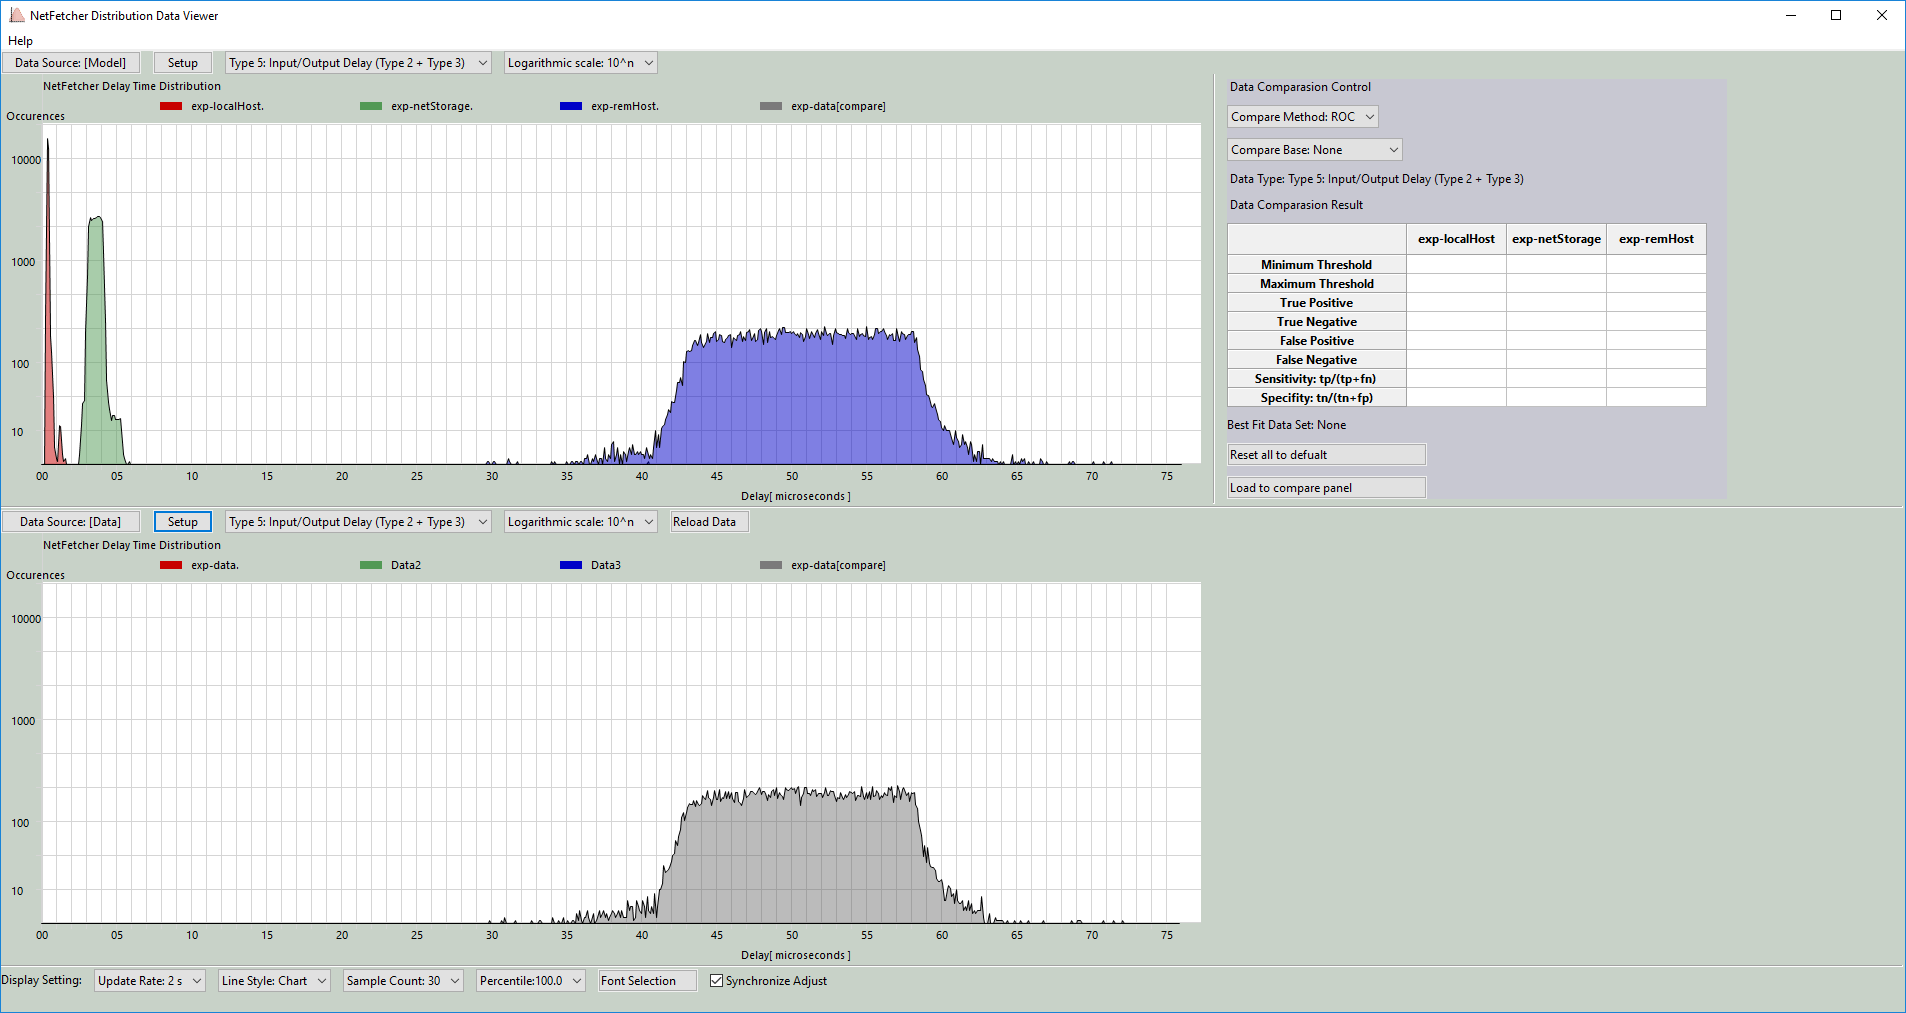 NetFetcher Distribution Data Viewer
Help
Data Source: [Model] Setup Type 5: Input/Output Delay (Type 2 + Type 3) Logarithmic scale: 10^n
NetFetcher Delay Time Distribution
exp-localHost. exp-netStorage. exp-remHost. exp-data[compare]
Occurences
10000
1000
100
10
00 05 10 15 20 25 30 35 40 45 50 55 60 65 70 75
Delay[ microseconds ]
Data Comparasion Control
Compare Method: ROC
Compare Base: None
Data Type: Type 5: Input/Output Delay (Type 2 + Type 3)
Data Comparasion Result
exp-localHost exp-netStorage exp-remHost
Minimum Threshold
Maximum Threshold
True Positive
True Negative
False Positive
False Negative
Sensitivity: tp/(tp+fn)
Specifity: tn/(tn+fp)
Best Fit Data Set: None
Reset all to defualt
Load to compare panel
Data Source: [Data] Setup Type 5: Input/Output Delay (Type 2 + Type 3) Logarithmic scale: 10^n Reload Data
NetFetcher Delay Time Distribution
exp-data. Data2 Data3 exp-data[compare]
Occurences
10000
1000
100
10
00 05 10 15 20 25 30 35 40 45 50 55 60 65 70 75
Delay[ microseconds ]
Display Setting: Update Rate: 2 s Line Style: Chart Sample Count: 30 Percentile:100.0 Font Selection Synchronize Adjust